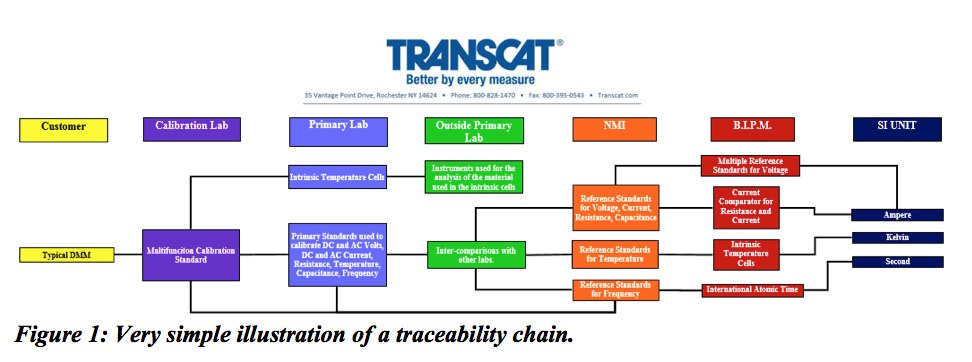 TRANSCAT®
Better by every measure
35 Vantage Point Drive, Rochester NY 14624 • Phone: 800-828-1470 • Fax: 800-395-0543 • Transcat.com
Customer
Calibration Lab
Primary Lab
Outside Primary
Lab
NMI
B.I.P.M.
SI UNIT
Intrinsic Temperature Cells
Instruments used for the
analysis of the material
used in the intrinsic cells
Multiple Reference
Standards for Voltage
Reference Standards
for Voltage, Current,
Resistance, Capacitance
Current
Comparator for
Resistance and
Current
Ampere
Typical DMM
Multifunciton Calibration
Standard
Primary Standards used to
calibrate DC and AC Volts,
DC and AC Current,
Resistance, Temperature,
Capacitance, Frequency
Inter-comparisons with
other labs.
Reference Standards
for Temperature
Intrinsic
Temperature
Cells
Kelvin
Second
Reference Standards
for Frequency
International Atomic Time
Figure 1: Very simple illustration of a traceability chain.